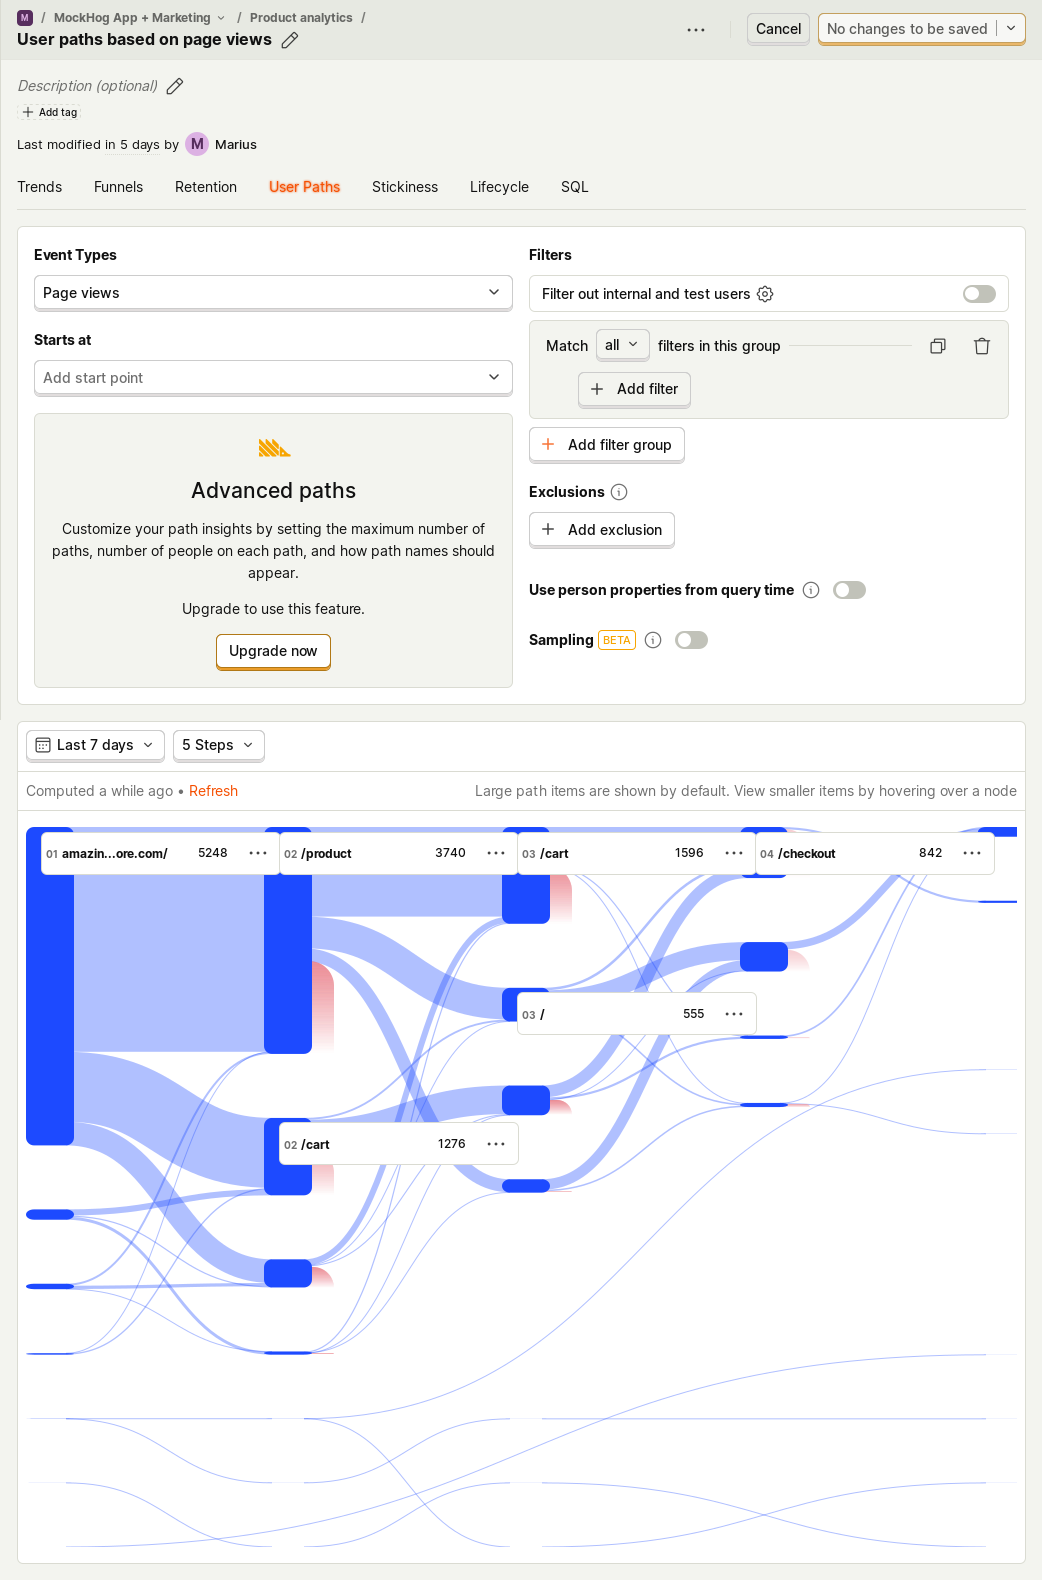 M / MockHog App + Marketing / Product analytics /
User paths based on page views
Cancel
No changes to be saved
Description (optional)
Add tag
Last modified in 5 days by M Marius
Trends Funnels Retention User Paths Stickiness Lifecycle SQL
Event Types
Page views
Starts at
Add start point
Advanced paths
Customize your path insights by setting the maximum number of
paths, number of people on each path, and how path names should
appear.
Upgrade to use this feature.
Upgrade now
Filters
Filter out internal and test users
Match all filters in this group
Add filter
Add filter group
Exclusions
Add exclusion
Use person properties from query time
Sampling BETA
Last 7 days 5 Steps
Computed a while ago • Refresh
Large path items are shown by default. View smaller items by hovering over a node
01 amazin...ore.com/ 5248
02 /product 3740
03 /cart 1596
04 /checkout 842
03 / 555
02 /cart 1276